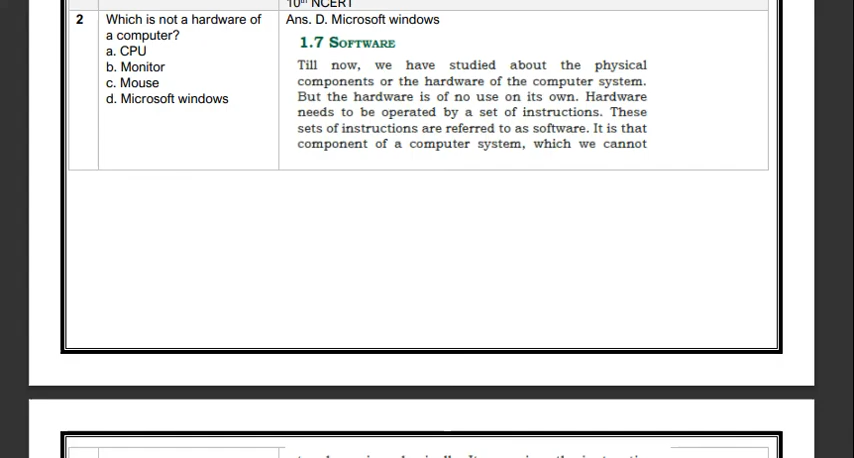 10th NCERT
2
Which is not a hardware of
a computer?
a. CPU
b. Monitor
c. Mouse
d. Microsoft windows
Ans. D. Microsoft windows
1.7 SOFTWARE
Till now, we have studied about the physical
components or the hardware of the computer system.
But the hardware is of no use on its own. Hardware
needs to be operated by a set of instructions. These
sets of instructions are referred to as software. It is that
component of a computer system, which we cannot